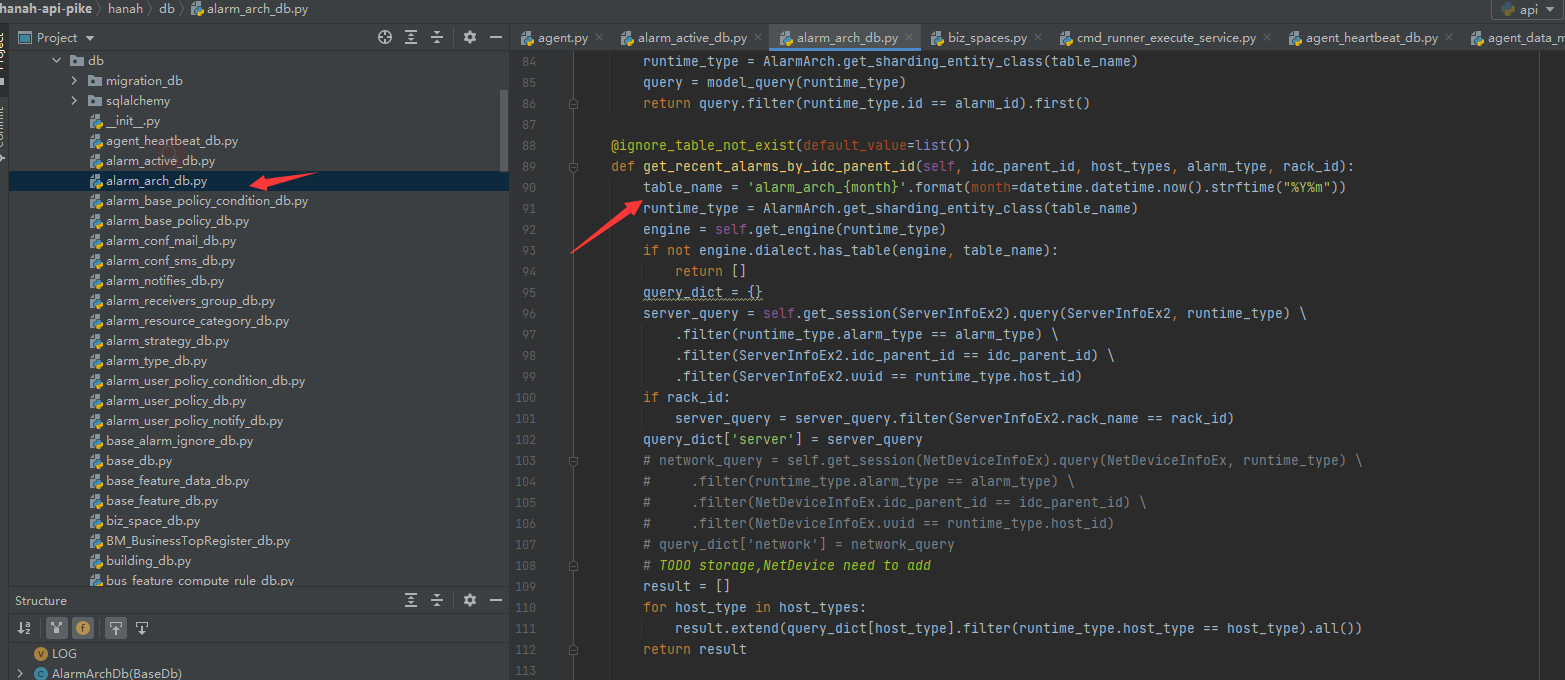 hanah-api-pike hanah db alarm_arch_db.py
api
Project
agent.py alarm_active_db.py alarm_arch_db.py biz_spaces.py cmd_runner_execute_service.py agent_heartbeat_db.py agent_data_m
Project
db
migration_db
sqlalchemy
__init__.py
agent_heartbeat_db.py
alarm_active_db.py
alarm_arch_db.py
alarm_base_policy_condition_db.py
alarm_base_policy_db.py
alarm_conf_mail_db.py
alarm_conf_sms_db.py
alarm_notifies_db.py
alarm_receivers_group_db.py
alarm_resource_category_db.py
alarm_strategy_db.py
alarm_type_db.py
alarm_user_policy_condition_db.py
alarm_user_policy_db.py
alarm_user_policy_notify_db.py
base_alarm_ignore_db.py
base_db.py
base_feature_data_db.py
base_feature_db.py
biz_space_db.py
BM_BusinessTopRegister_db.py
building_db.py
bus_feature_compute_rule_db.py
Structure
LOG
AlarmArchDb(BaseDb)
84 runtime_type = AlarmArch.get_sharding_entity_class(table_name)
85 query = model_query(runtime_type)
86 return query.filter(runtime_type.id == alarm_id).first()
87
88 @ignore_table_not_exist(default_value=list())
89 def get_recent_alarms_by_idc_parent_id(self, idc_parent_id, host_types, alarm_type, rack_id):
90 table_name = 'alarm_arch_{month}'.format(month=datetime.datetime.now().strftime("%Y%m"))
91 runtime_type = AlarmArch.get_sharding_entity_class(table_name)
92 engine = self.get_engine(runtime_type)
93 if not engine.dialect.has_table(engine, table_name):
94 return []
95 query_dict = {}
96 server_query = self.get_session(ServerInfoEx2).query(ServerInfoEx2, runtime_type) \
97 .filter(runtime_type.alarm_type == alarm_type) \
98 .filter(ServerInfoEx2.idc_parent_id == idc_parent_id) \
99 .filter(ServerInfoEx2.uuid == runtime_type.host_id)
100 if rack_id:
101 server_query = server_query.filter(ServerInfoEx2.rack_name == rack_id)
102 query_dict['server'] = server_query
103 # network_query = self.get_session(NetDeviceInfoEx).query(NetDeviceInfoEx, runtime_type) \
104 # .filter(runtime_type.alarm_type == alarm_type) \
105 # .filter(NetDeviceInfoEx.idc_parent_id == idc_parent_id) \
106 # .filter(NetDeviceInfoEx.uuid == runtime_type.host_id)
107 # query_dict['network'] = network_query
108 # TODO storage,NetDevice need to add
109 result = []
110 for host_type in host_types:
111 result.extend(query_dict[host_type].filter(runtime_type.host_type == host_type).all())
112 return result
113